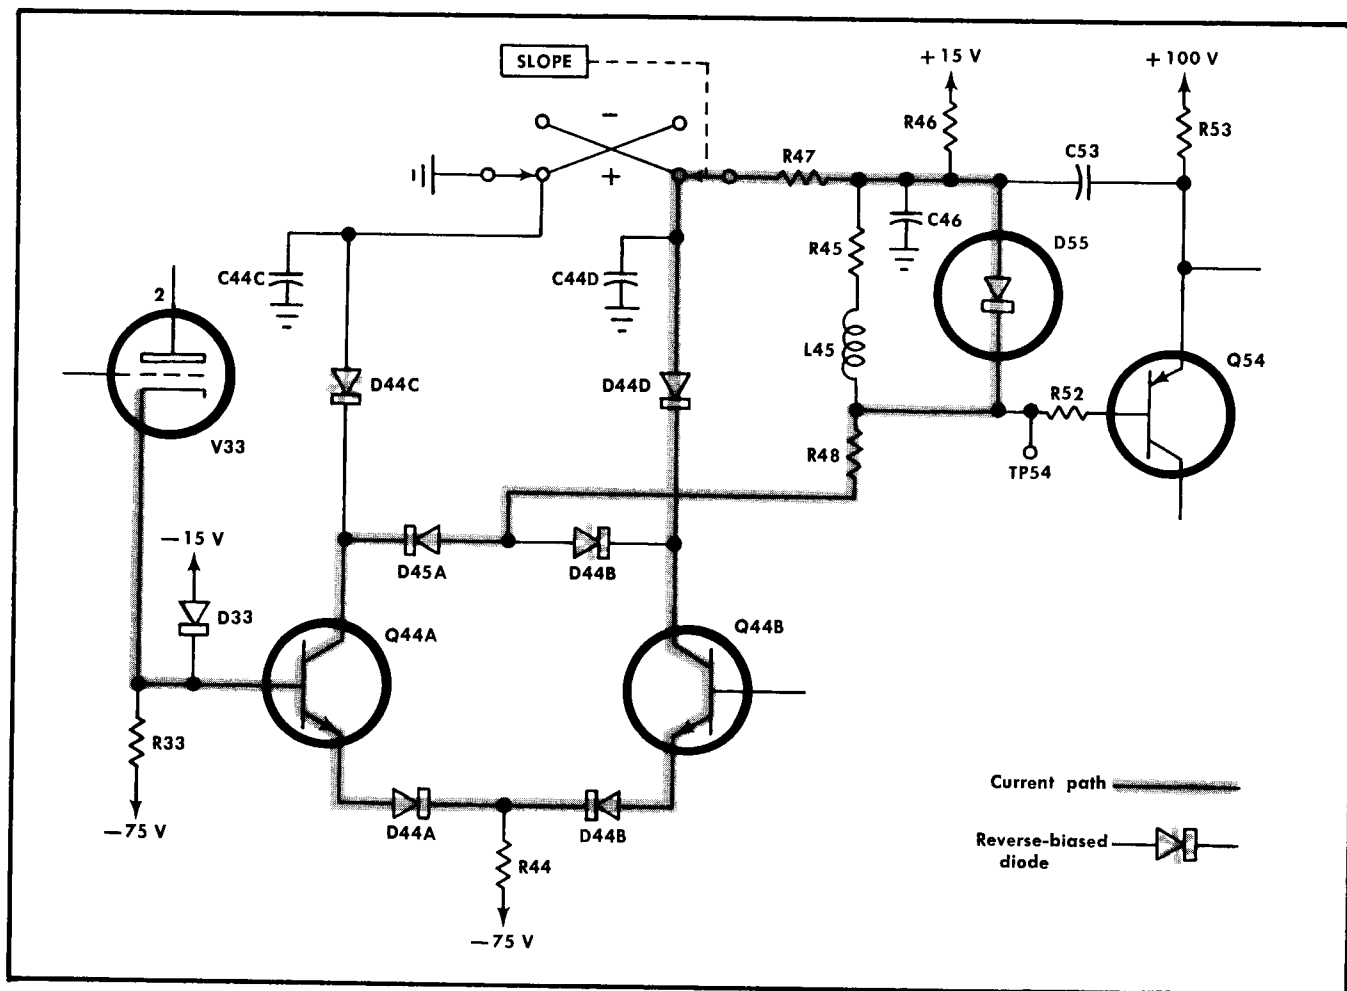 SLOPE
+15 V
+100 V
R46
R53
C53
R47
−
+
C46
R45
D55
C44C
C44D
2
L45
Q54
D44C
D44D
R52
V33
R48
TP54
−15 V
D45A
D44B
D33
Q44A
Q44B
R33
−75 V
D44A
D44B
R44
−75 V
Current path
Reverse-biased
diode